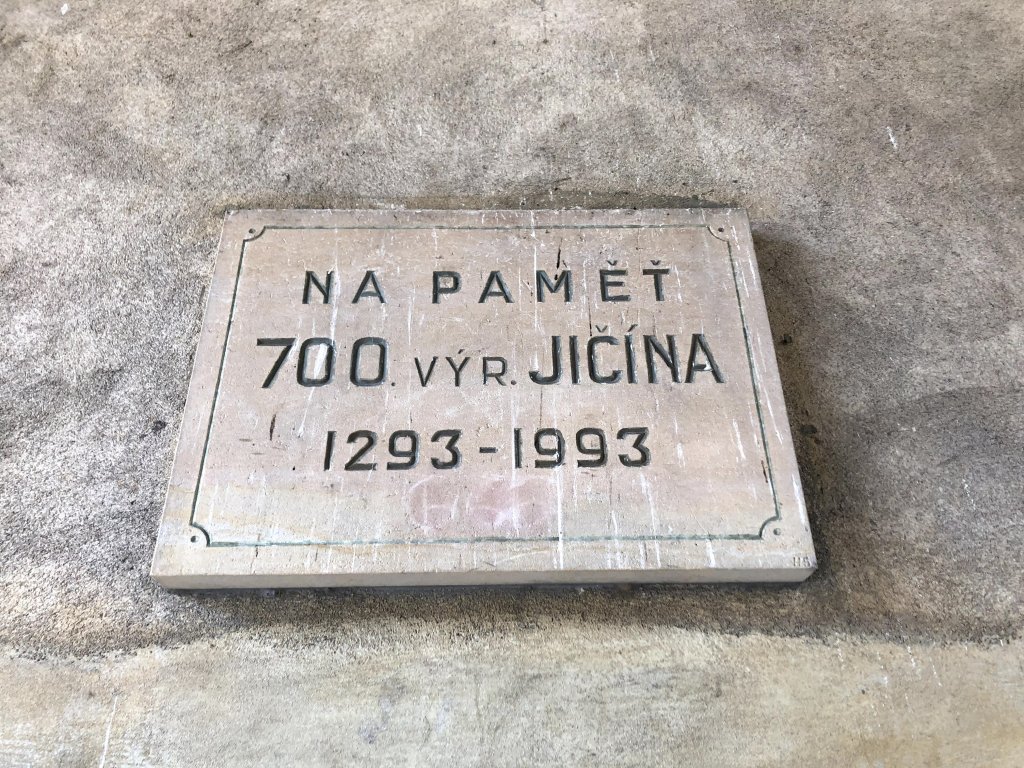 NA PAMĚŤ
700. VÝR. JIČÍNA
1293-1993